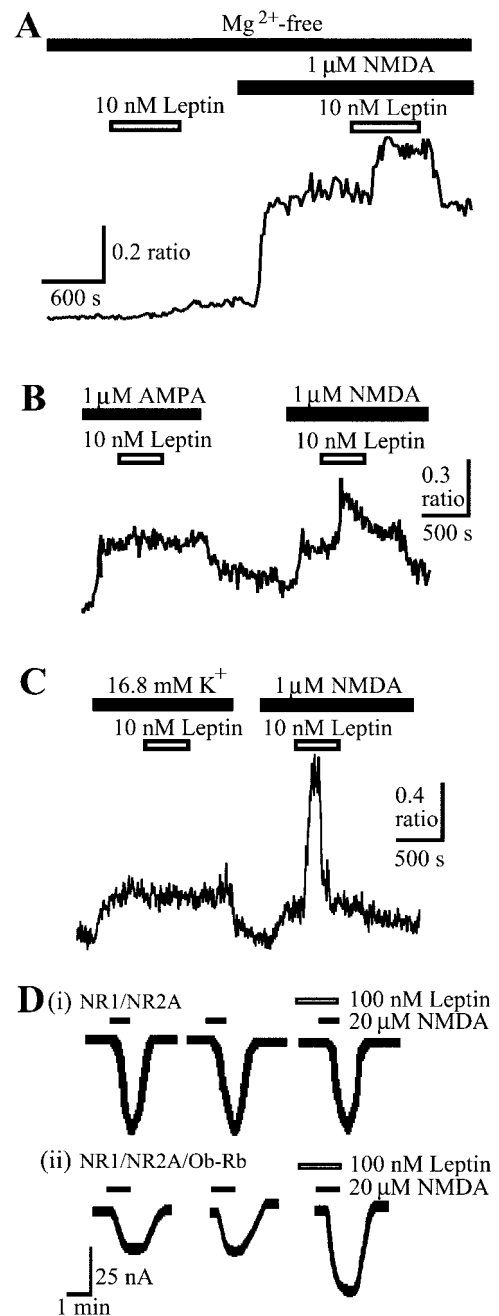 A
Mg2+-free
1 μM NMDA
10 nM Leptin 10 nM Leptin
0.2 ratio
600 s
B
1 μM AMPA 1 μM NMDA
10 nM Leptin 10 nM Leptin
0.3
ratio
500 s
C
16.8 mM K+ 1 μM NMDA
10 nM Leptin 10 nM Leptin
0.4
ratio
500 s
D (i) NR1/NR2A 100 nM Leptin
20 μM NMDA
(ii) NR1/NR2A/Ob-Rb 100 nM Leptin
20 μM NMDA
25 nA
1 min